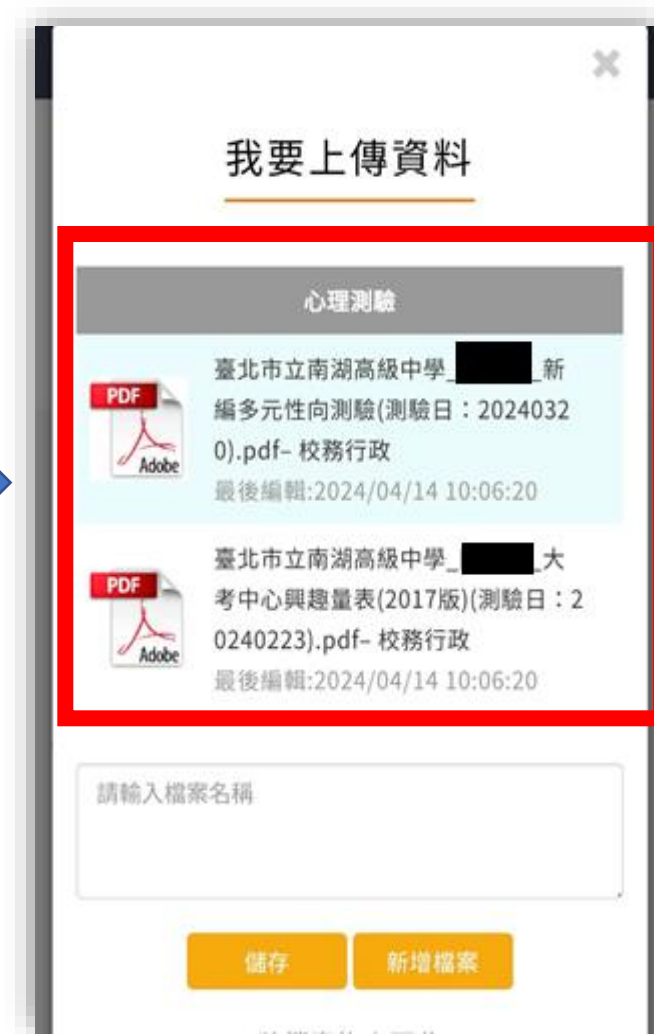 我要上傳資料
心理測驗
PDF
Adobe
臺北市立南湖高級中學_ _新
編多元性向測驗(測驗日：2024032
0).pdf– 校務行政
最後編輯:2024/04/14 10:06:20
PDF
Adobe
臺北市立南湖高級中學_ _大
考中心興趣量表(2017版)(測驗日：2
0240223).pdf– 校務行政
最後編輯:2024/04/14 10:06:20
請輸入檔案名稱
儲存 新增檔案